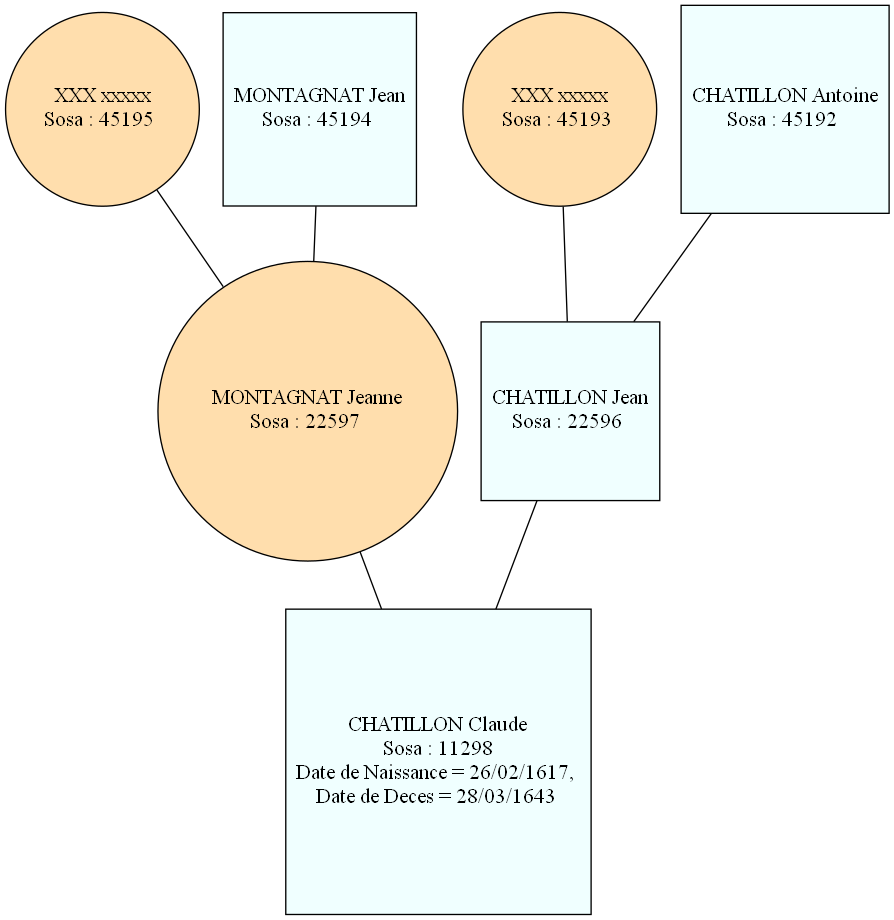 XXX xxxxx
Sosa : 45195
MONTAGNAT Jean
Sosa : 45194
XXX xxxxx
Sosa : 45193
CHATILLON Antoine
Sosa : 45192
MONTAGNAT Jeanne
Sosa : 22597
CHATILLON Jean
Sosa : 22596
CHATILLON Claude
Sosa : 11298
Date de Naissance = 26/02/1617,
Date de Deces = 28/03/1643